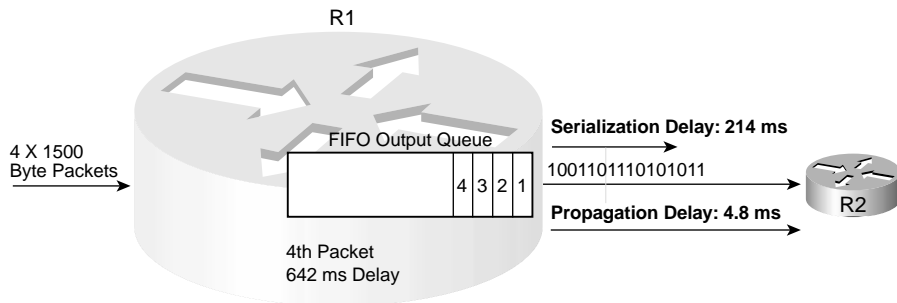 R1
4 X 1500
Byte Packets
FIFO Output Queue
4 3 2 1
4th Packet
642 ms Delay
Serialization Delay: 214 ms
1001101110101011
Propagation Delay: 4.8 ms
R2